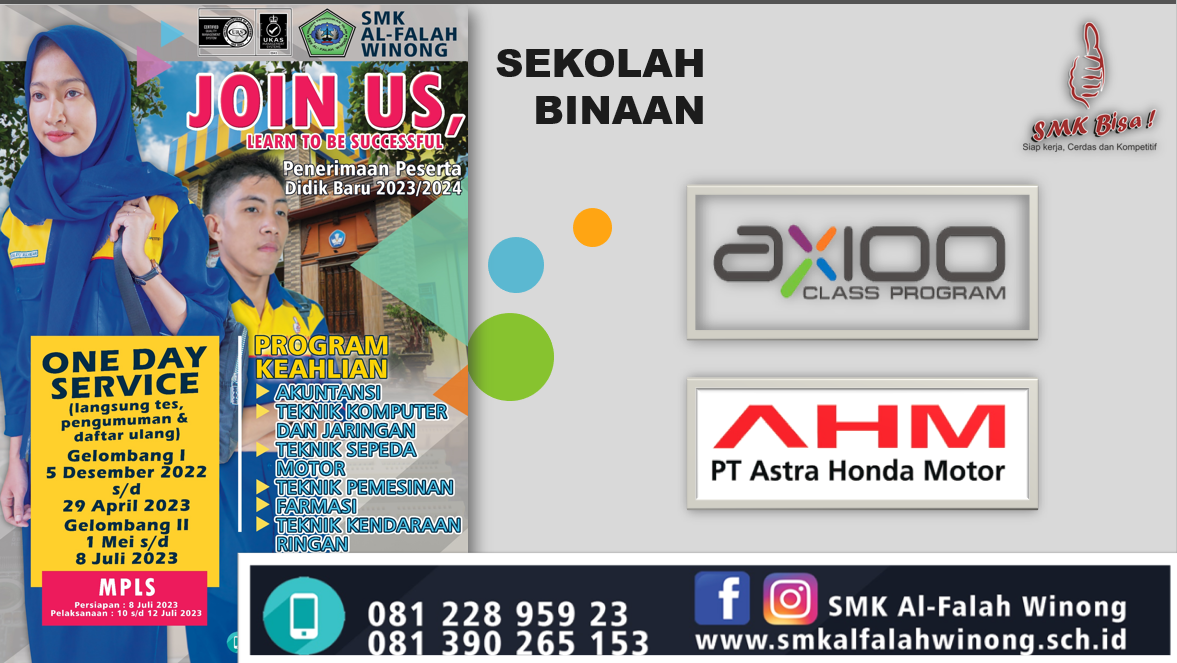 CERTIFIED
UKAS
SMK
AL-FALAH
WINONG
JOIN US,
LEARN TO BE SUCCESSFUL
Penerimaan Peserta
Didik Baru 2023/2024
ONE DAY
SERVICE
(langsung tes,
pengumuman &
daftar ulang)
Gelombang I
5 Desember 2022
s/d
29 April 2023
Gelombang II
1 Mei s/d
8 Juli 2023
MPLS
Persiapan : 8 Juli 2023
Pelaksanaan : 10 s/d 12 Juli 2023
PROGRAM
KEAHLIAN
AKUNTANSI
TEKNIK KOMPUTER
DAN JARINGAN
TEKNIK SEPEDA
MOTOR
TEKNIK PEMESINAN
FARMASI
TEKNIK KENDARAAN
RINGAN
SEKOLAH
BINAAN
SMK Bisa!
Siap kerja, Cerdas dan Kompetitif
axioo
CLASS PROGRAM
AHM
PT Astra Honda Motor
081 228 959 23
081 390 265 153
SMK Al-Falah Winong
www.smkalfalahwinong.sch.id